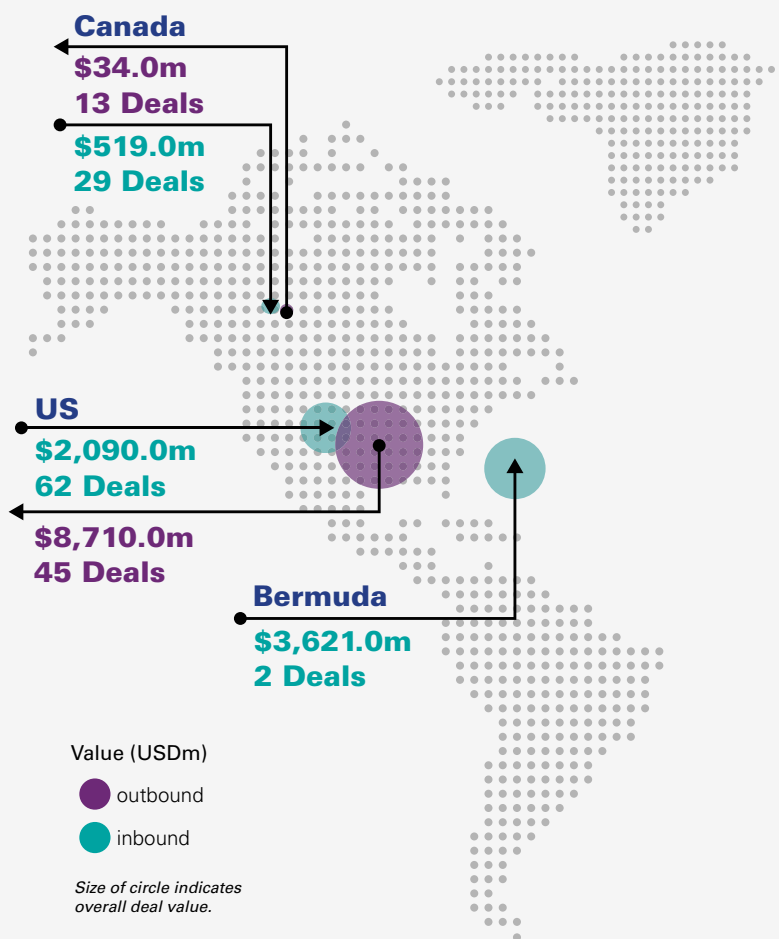 Canada
$34.0m
13 Deals
$519.0m
29 Deals
US
$2,090.0m
62 Deals
$8,710.0m
45 Deals
Bermuda
$3,621.0m
2 Deals
Value (USDm)
outbound
inbound
Size of circle indicates
overall deal value.